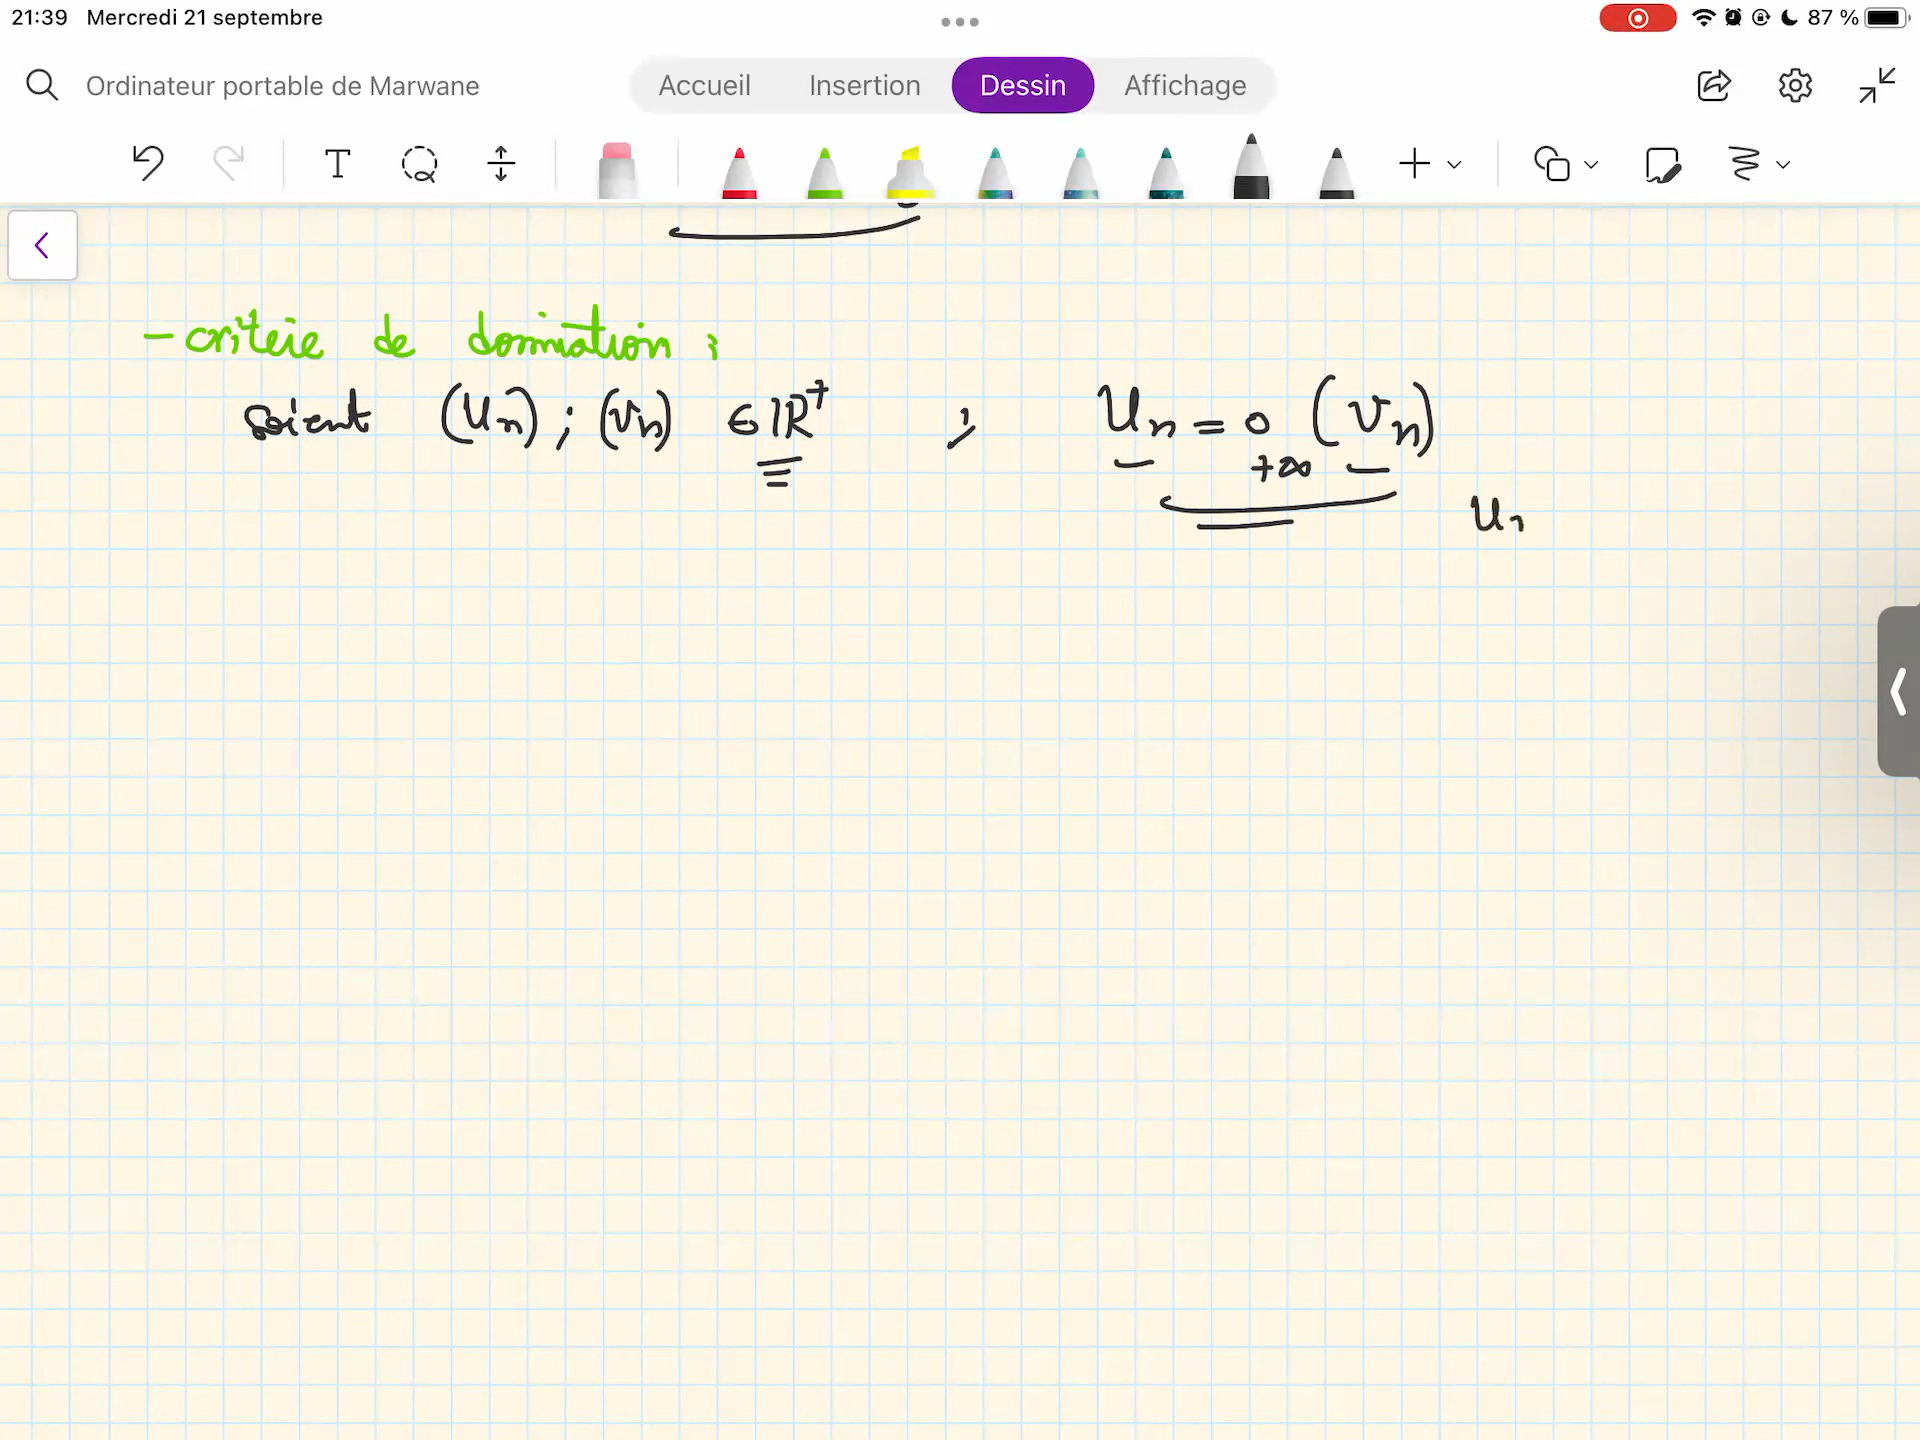 21:39 Mercredi 21 septembre 87 %
Ordinateur portable de Marwane Accueil Insertion Dessin Affichage
T
- critère de domination :
soient (Un) ; (Vn) ∈ IR⁺ , Un = o (Vn)
+∞
Un